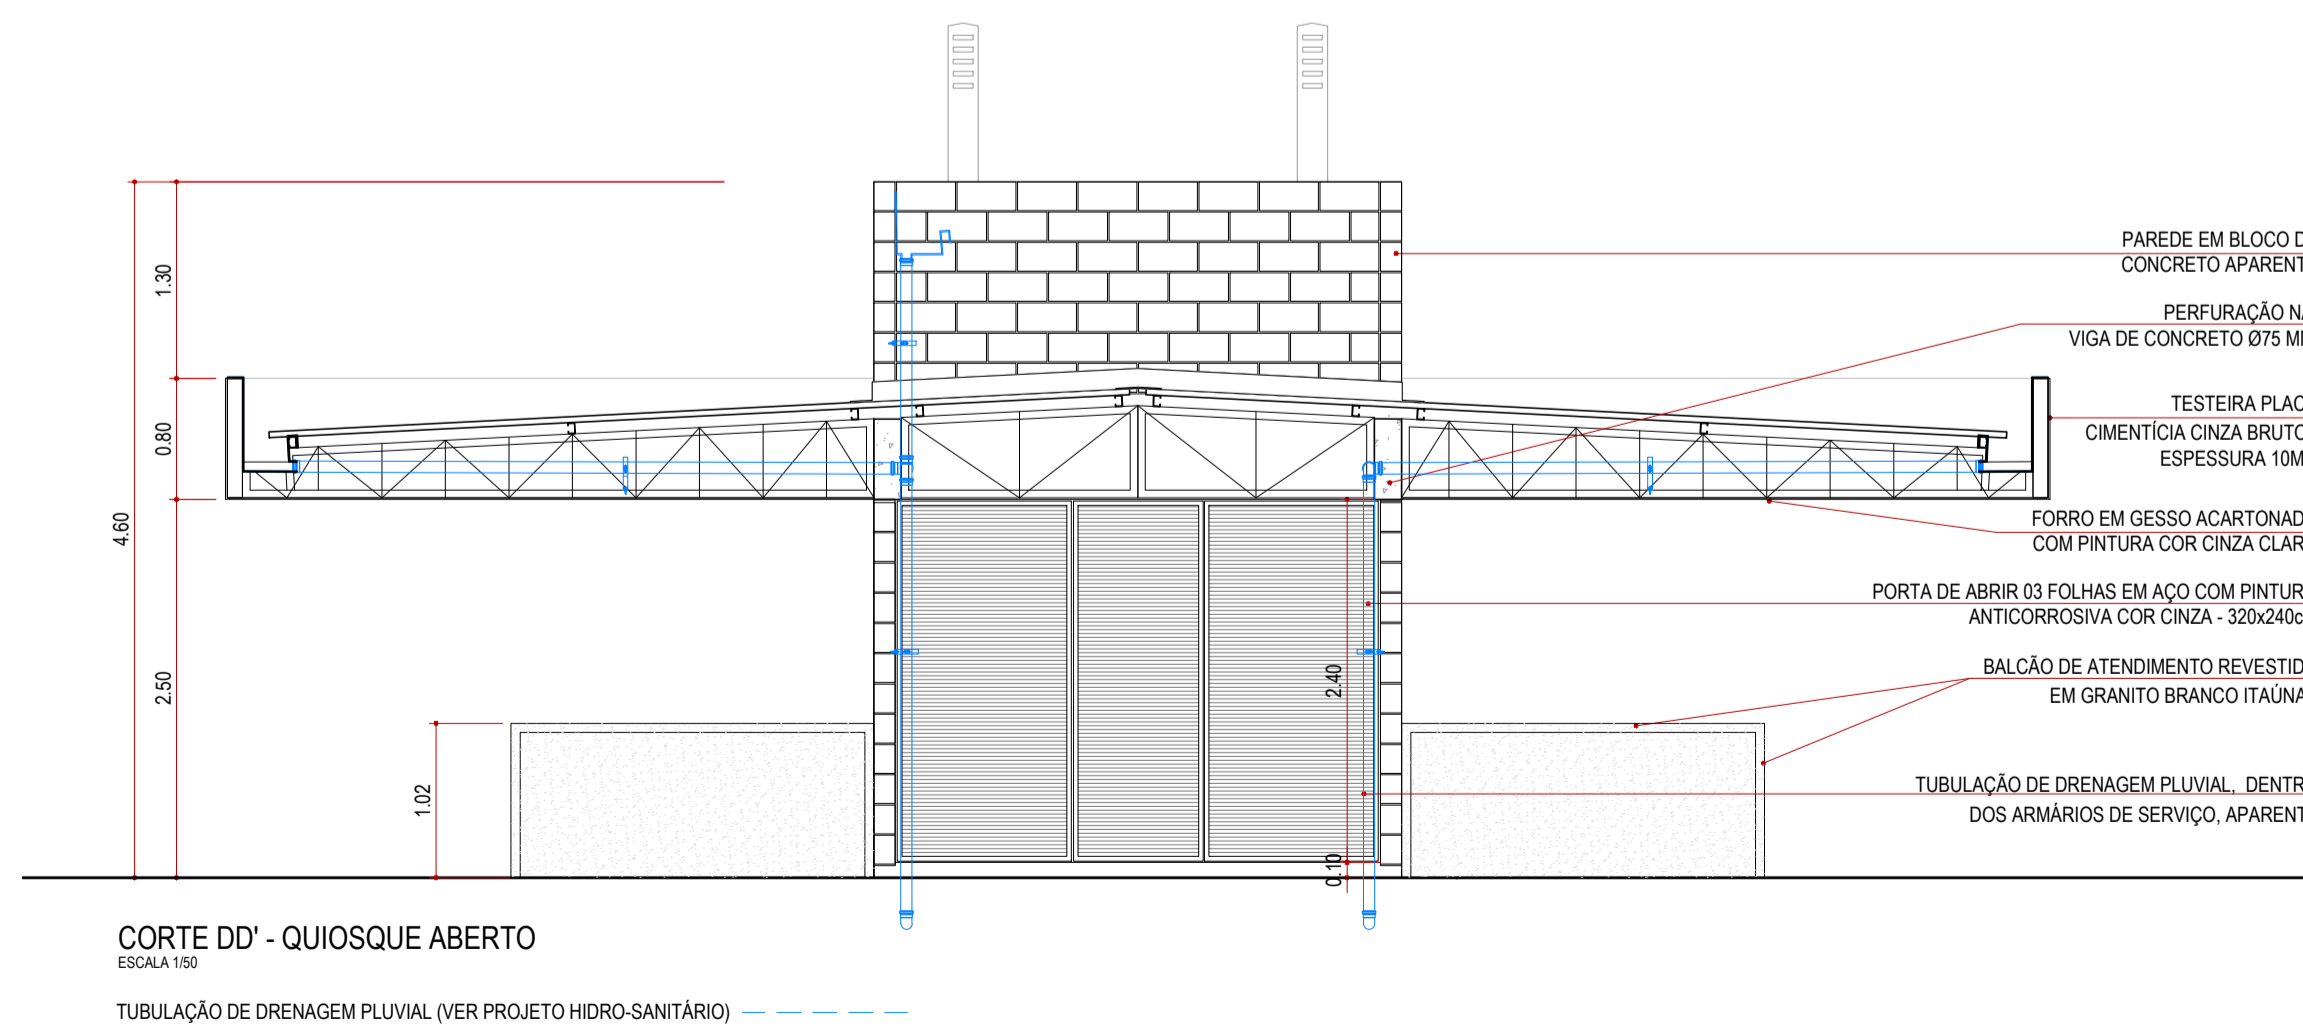 1.30
0.80
4.60
2.50
1.02
2.40
0.10
PAREDE EM BLOCO D
CONCRETO APARENT
PERFURAÇÃO NA
VIGA DE CONCRETO Ø75 MM
TESTEIRA PLAC
CIMENTÍCIA CINZA BRUTO
ESPESSURA 10M
FORRO EM GESSO ACARTONAD
COM PINTURA COR CINZA CLAR
PORTA DE ABRIR 03 FOLHAS EM AÇO COM PINTUR
ANTICORROSIVA COR CINZA - 320x240c
BALCÃO DE ATENDIMENTO REVESTID
EM GRANITO BRANCO ITAÚNA
TUBULAÇÃO DE DRENAGEM PLUVIAL, DENTR
DOS ARMÁRIOS DE SERVIÇO, APARENT
CORTE DD' - QUIOSQUE ABERTO
ESCALA 1/50
TUBULAÇÃO DE DRENAGEM PLUVIAL (VER PROJETO HIDRO-SANITÁRIO)